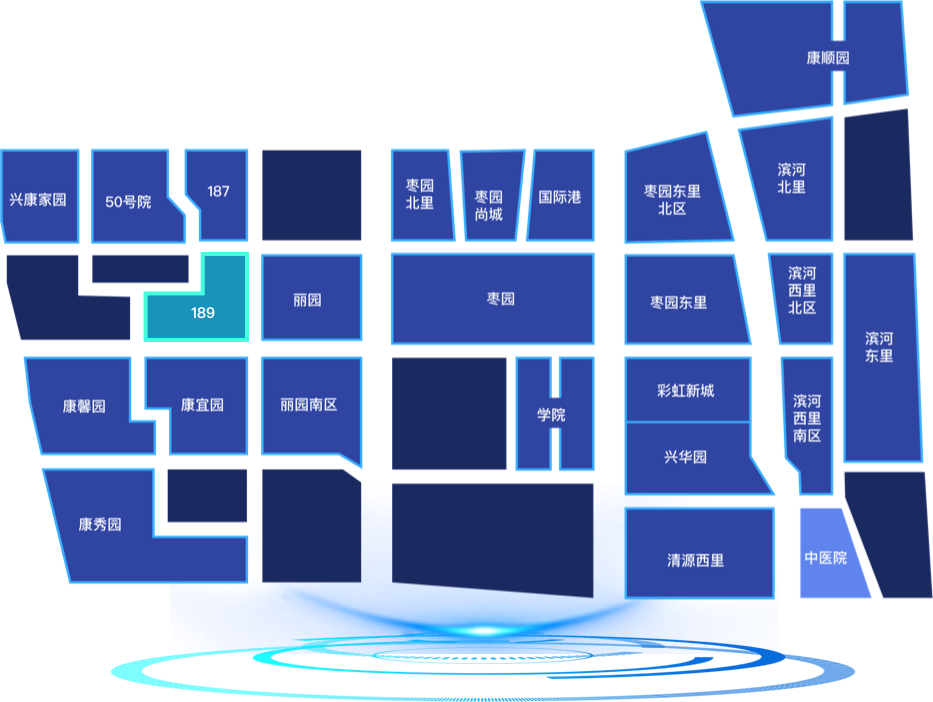 康顺园
兴康家园
50号院
187
枣园
北里
枣园
尚城
国际港
枣园东里
北区
滨河
北里
189
丽园
枣园
枣园东里
滨河
西里
北区
滨河
东里
康馨园
康宜园
丽园南区
学院
彩虹新城
兴华园
滨河
西里
南区
康秀园
清源西里
中医院